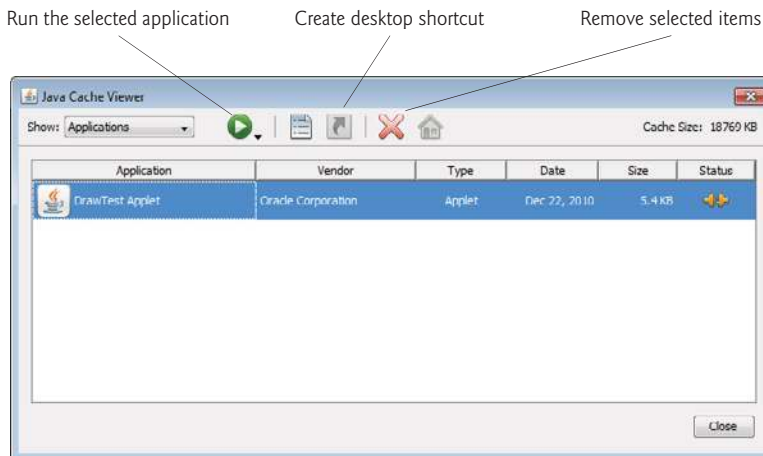 Run the selected application Create desktop shortcut Remove selected items
Java Cache Viewer
Show: Applications Cache Size: 18769 KB
Application Vendor Type Date Size Status
DrawTest Applet Oracle Corporation Applet Dec 22, 2010 5.4 KB
Close